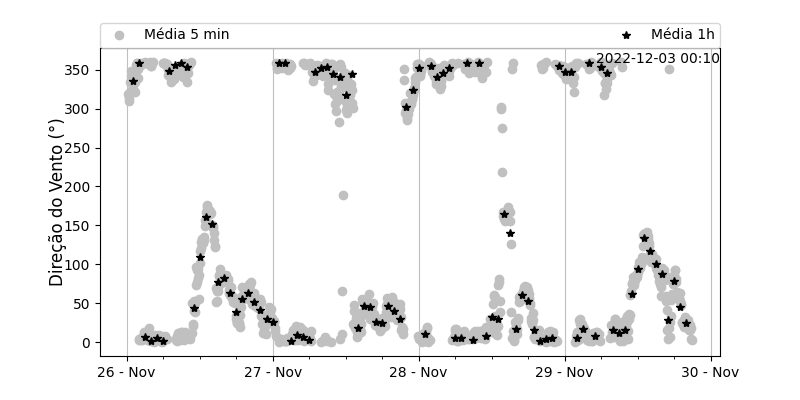 Média 5 min
Média 1h
2022-12-03 00:10
Direção do Vento (°)
350
300
250
200
150
100
50
0
26 - Nov
27 - Nov
28 - Nov
29 - Nov
30 - Nov